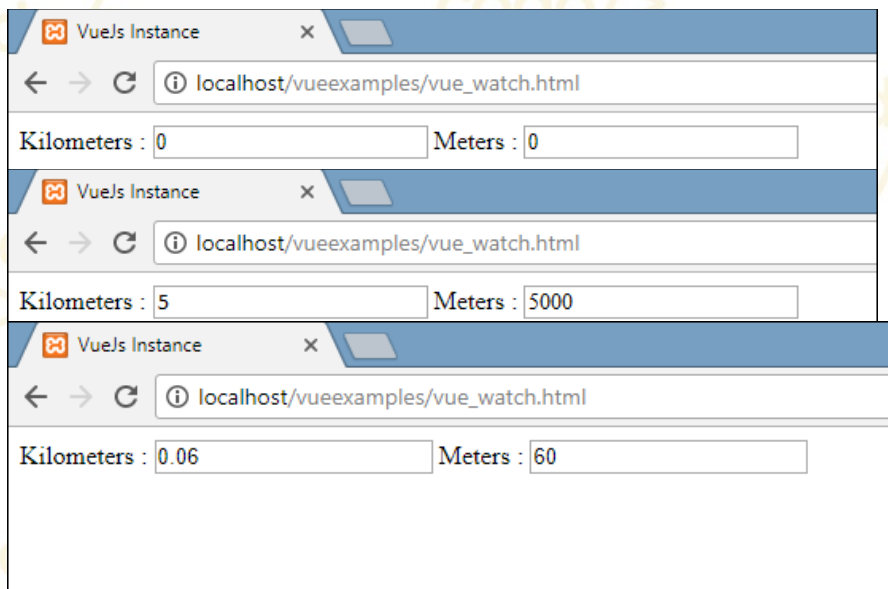 VueJs Instance
localhost/vueexamples/vue_watch.html
Kilometers : 0 Meters : 0
VueJs Instance
localhost/vueexamples/vue_watch.html
Kilometers : 5 Meters : 5000
VueJs Instance
localhost/vueexamples/vue_watch.html
Kilometers : 0.06 Meters : 60